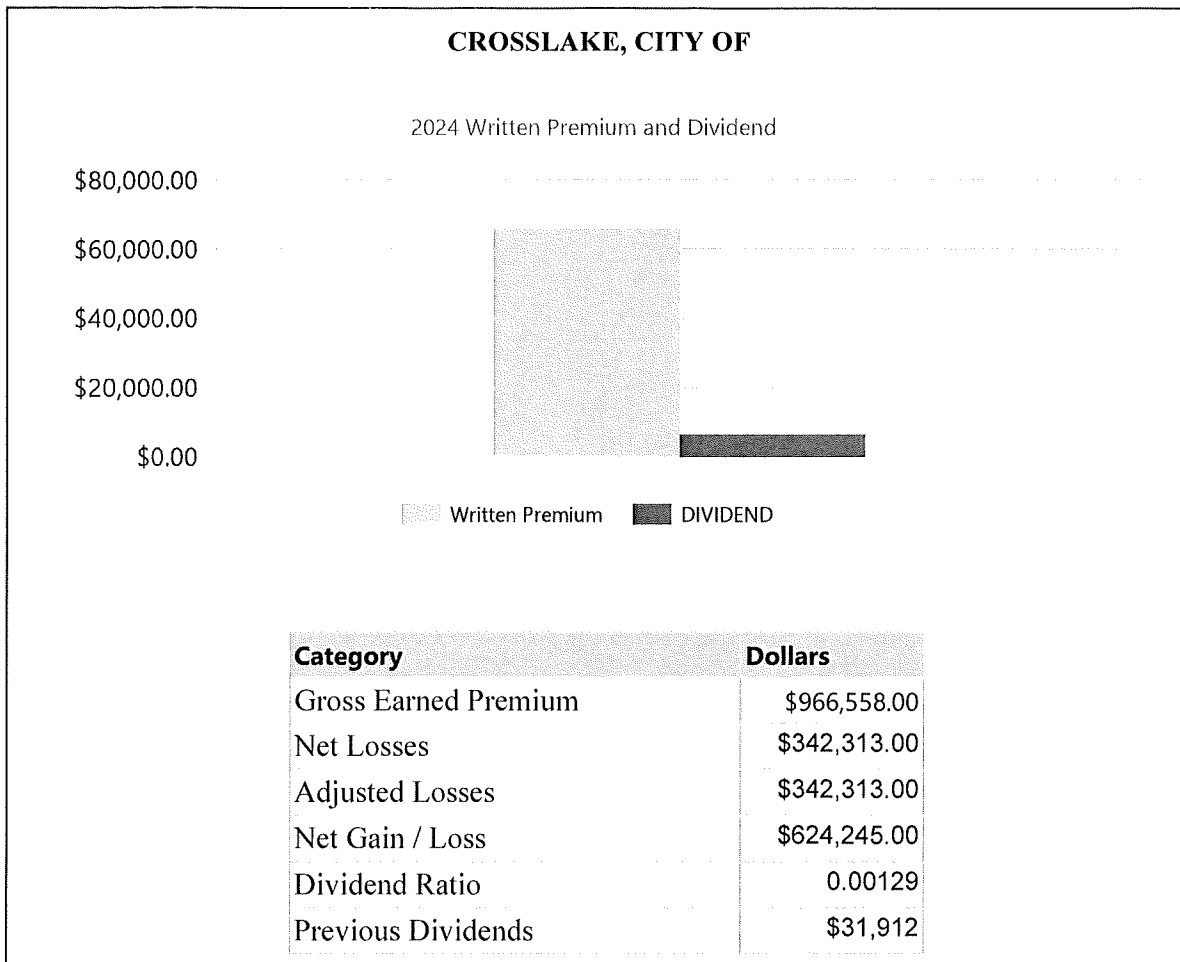 CROSSLAKE, CITY OF
2024 Written Premium and Dividend
$80,000.00
$60,000.00
$40,000.00
$20,000.00
$0.00
Written Premium DIVIDEND
Category Dollars
Gross Earned Premium $966,558.00
Net Losses $342,313.00
Adjusted Losses $342,313.00
Net Gain / Loss $624,245.00
Dividend Ratio 0.00129
Previous Dividends $31,912